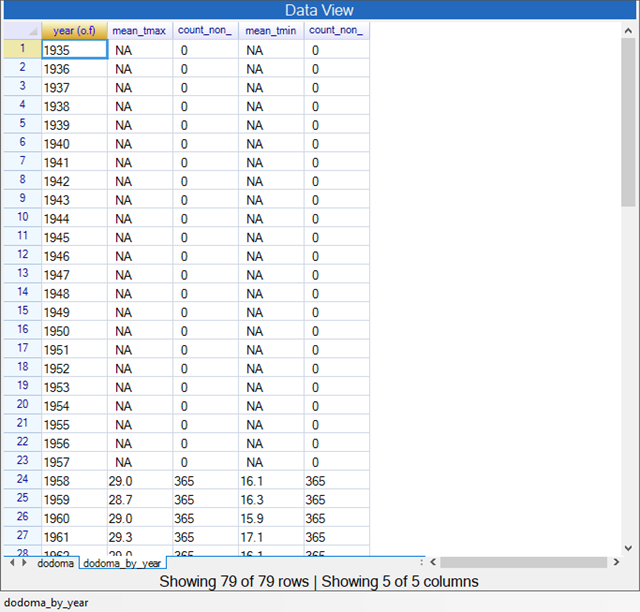 Data View
year (o.f) mean_tmax count_non_ mean_tmin count_non_
1 1935 NA 0 NA 0
2 1936 NA 0 NA 0
3 1937 NA 0 NA 0
4 1938 NA 0 NA 0
5 1939 NA 0 NA 0
6 1940 NA 0 NA 0
7 1941 NA 0 NA 0
8 1942 NA 0 NA 0
9 1943 NA 0 NA 0
10 1944 NA 0 NA 0
11 1945 NA 0 NA 0
12 1946 NA 0 NA 0
13 1947 NA 0 NA 0
14 1948 NA 0 NA 0
15 1949 NA 0 NA 0
16 1950 NA 0 NA 0
17 1951 NA 0 NA 0
18 1952 NA 0 NA 0
19 1953 NA 0 NA 0
20 1954 NA 0 NA 0
21 1955 NA 0 NA 0
22 1956 NA 0 NA 0
23 1957 NA 0 NA 0
24 1958 29.0 365 16.1 365
25 1959 28.7 365 16.3 365
26 1960 29.0 365 15.9 365
27 1961 29.3 365 17.1 365
28 1962 29.0 365 16.1 365
dodoma dodoma_by_year
Showing 79 of 79 rows | Showing 5 of 5 columns
dodoma_by_year